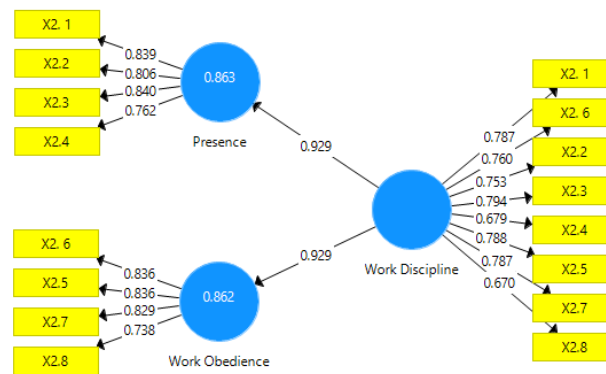 X2. 1
X2.2
X2.3
X2.4
0.839
0.806
0.840
0.762
0.863
Presence
0.929
X2. 6
X2.5
X2.7
X2.8
0.836
0.836
0.829
0.738
0.862
Work Obedience
0.929
Work Discipline
0.787
0.760
0.753
0.794
0.679
0.788
0.787
0.670
X2. 1
X2. 6
X2.2
X2.3
X2.4
X2.5
X2.7
X2.8